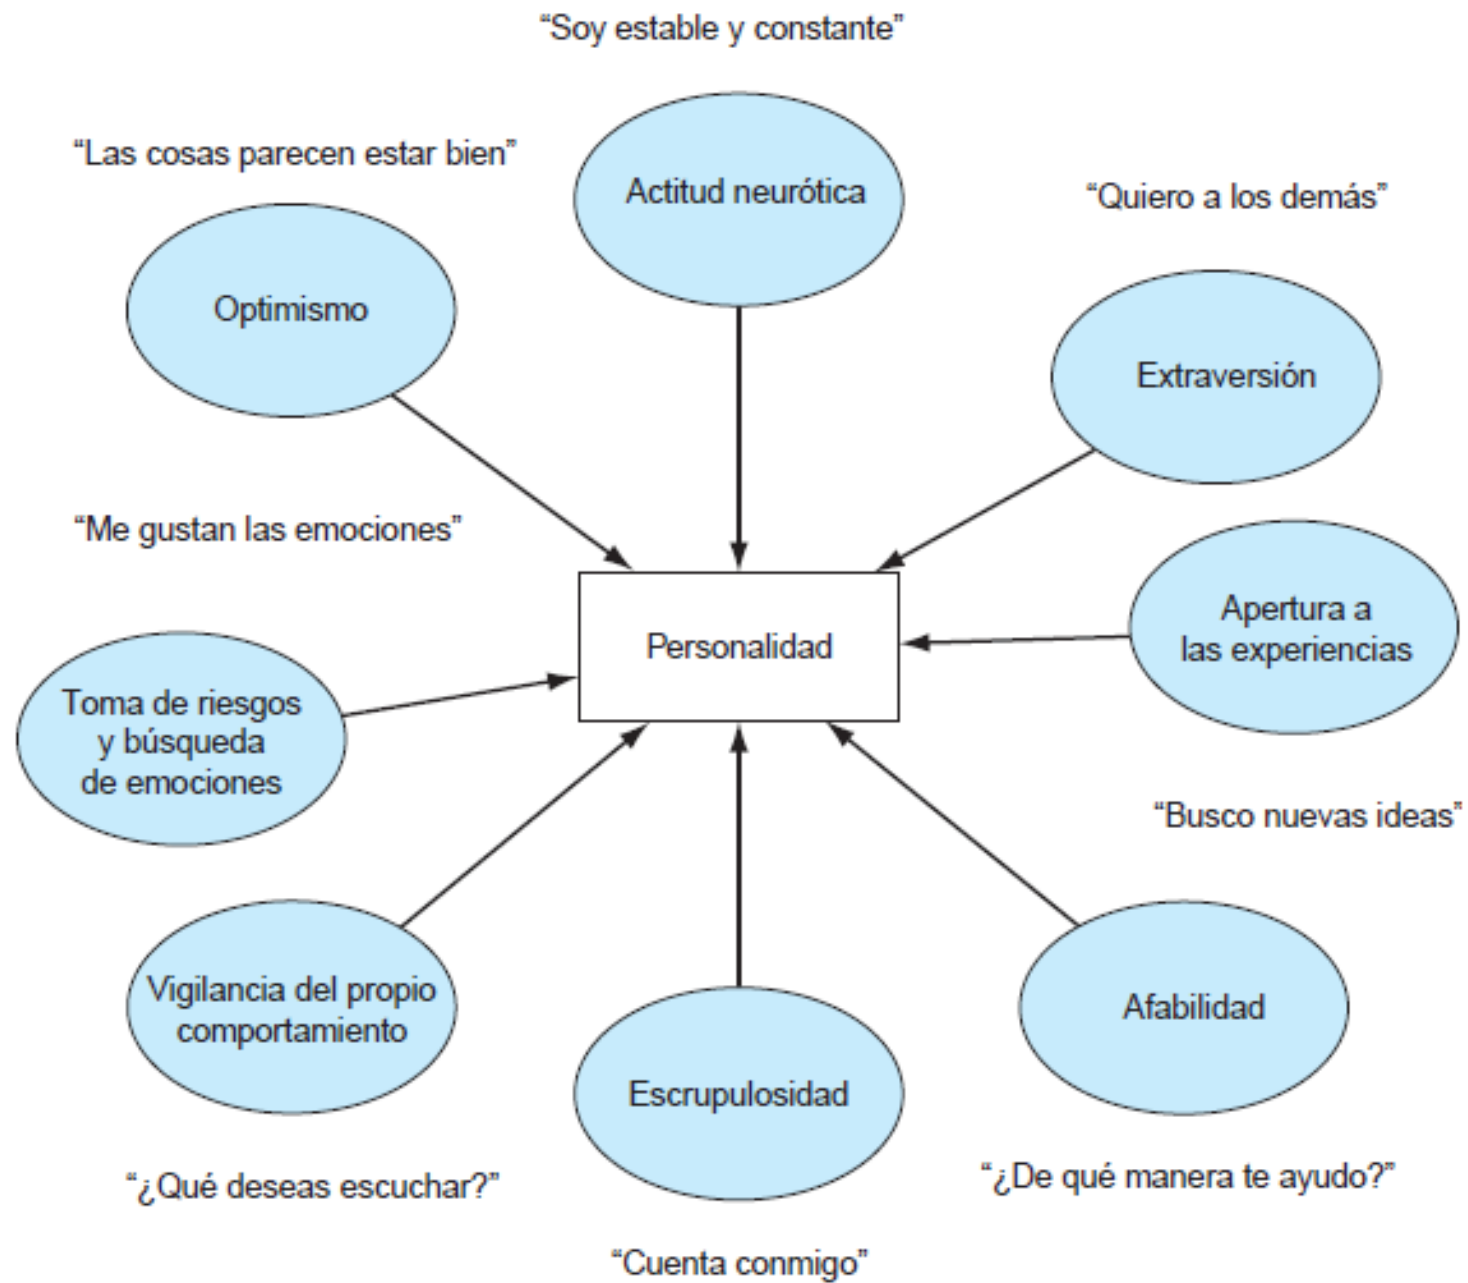 “Soy estable y constante”
“Las cosas parecen estar bien”
Actitud neurótica
“Quiero a los demás”
Optimismo
Extraversión
“Me gustan las emociones”
Apertura a
las experiencias
Personalidad
Toma de riesgos
y búsqueda
de emociones
“Busco nuevas ideas”
Vigilancia del propio
comportamiento
Afabilidad
Escrupulosidad
“¿Qué deseas escuchar?”
“¿De qué manera te ayudo?”
“Cuenta conmigo”